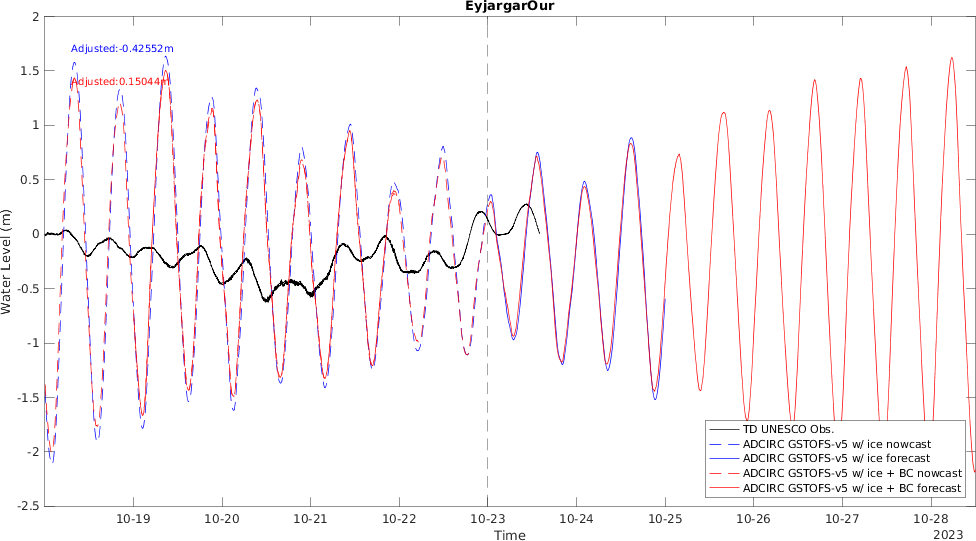 EyjargarOur
Adjusted:-0.42552m
Adjusted:0.15044m
Water Level (m)
2
1.5
1
0.5
0
-0.5
-1
-1.5
-2
-2.5
TD UNESCO Obs.
ADCIRC GSTOFS-v5 w/ ice nowcast
ADCIRC GSTOFS-v5 w/ ice forecast
ADCIRC GSTOFS-v5 w/ ice + BC nowcast
ADCIRC GSTOFS-v5 w/ ice + BC forecast
10-19 10-20 10-21 10-22 10-23 10-24 10-25 10-26 10-27 10-28
Time
2023